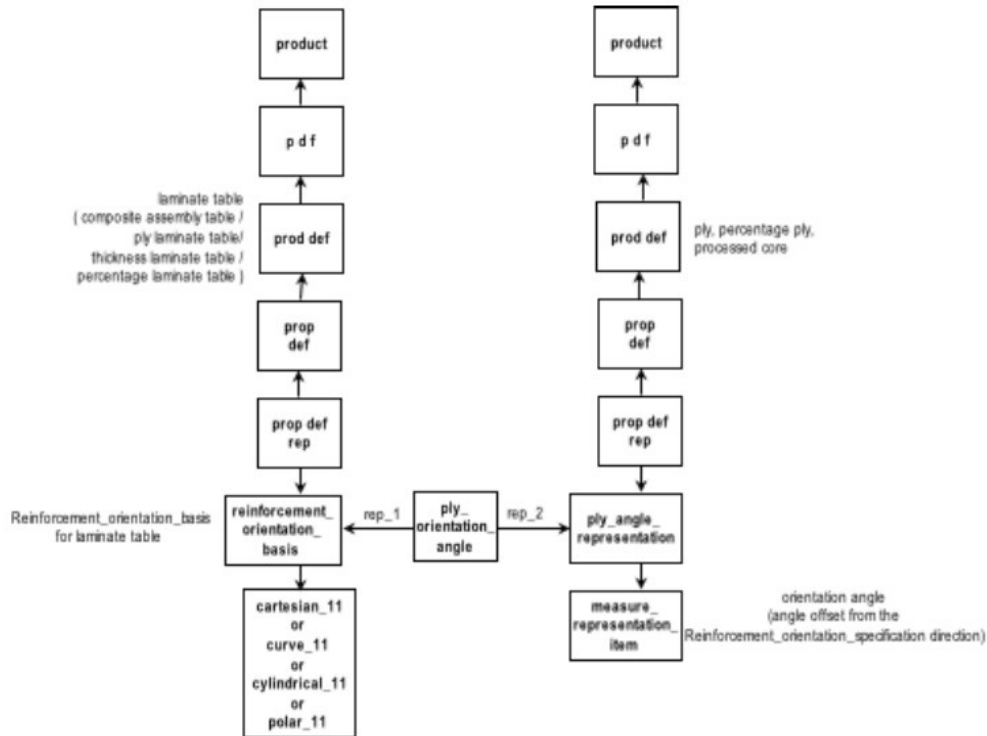 product
p d f
laminate table
( composite assembly table /
ply laminate table/
thickness laminate table /
percentage laminate table )
prod def
prop
def
prop def
rep
Reinforcement_orientation_basis
for laminate table
reinforcement_
orientation_
basis
cartesian_11
or
curve_11
or
cylindrical_11
or
polar_11
rep_1
ply_
orientation_
angle
rep_2
product
p d f
prod def
ply, percentage ply,
processed core
prop
def
prop def
rep
ply_angle_
representation
measure_
representation_
item
orientation angle
(angle offset from the
Reinforcement_orientation_specification direction)